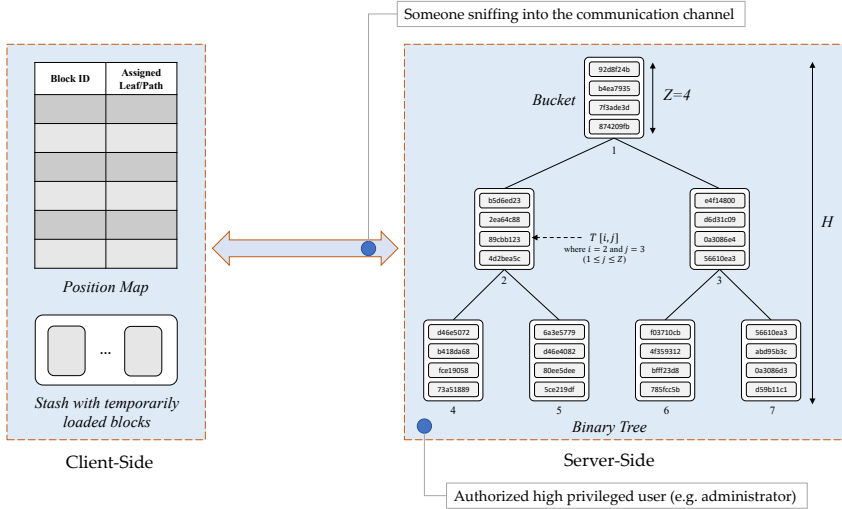 Someone sniffing into the communication channel
Block ID
Assigned
Leaf/Path
Position Map
...
Stash with temporarily
loaded blocks
Client-Side
Bucket
92d8f24b
b4ea7935
7f3ade3d
874209fb
Z=4
1
H
b5d6ed23
2ea64c88
89cbb123
4d2bea5c
2
T [i,j]
where i = 2 and j = 3
(1 ≤ j ≤ Z)
e4f14800
d6d31c09
0a3086e4
56610ea3
3
d46e5072
b418da68
fce19058
73a51889
4
6a3e5779
d46e4082
80ee5dee
5ce219df
5
f03710cb
4f359312
bfff23d8
785fcc5b
6
56610ea3
abd95b3c
0a3086d3
d59b11c1
7
Binary Tree
Server-Side
Authorized high privileged user (e.g. administrator)